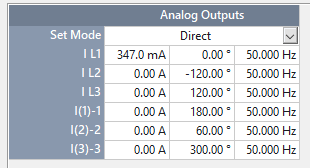 Analog Outputs
Set Mode Direct
I L1 347.0 mA 0.00 ° 50.000 Hz
I L2 0.00 A -120.00 ° 50.000 Hz
I L3 0.00 A 120.00 ° 50.000 Hz
I(1)-1 0.00 A 180.00 ° 50.000 Hz
I(2)-2 0.00 A 60.00 ° 50.000 Hz
I(3)-3 0.00 A 300.00 ° 50.000 Hz